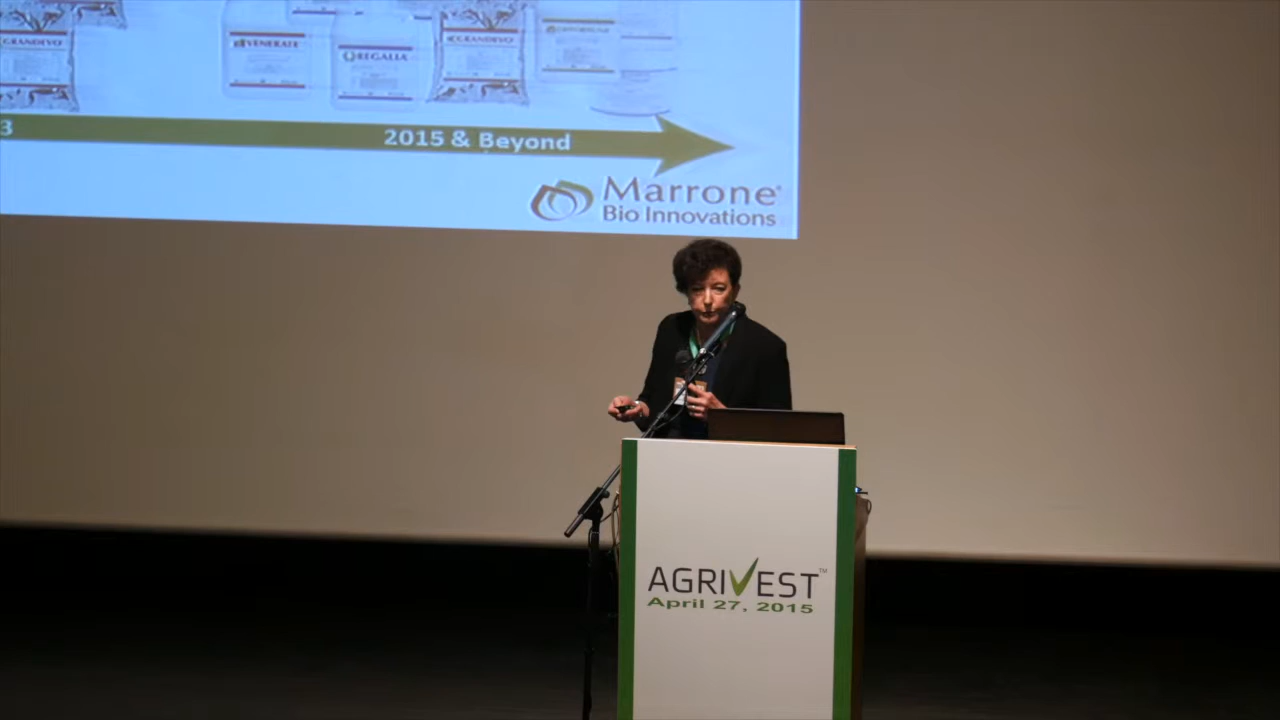 GRANDEVO
VENERATE
REGALIA
GRANDEVO
3
2015 & Beyond
Marrone®
Bio Innovations
AGRIVEST™
April 27, 2015